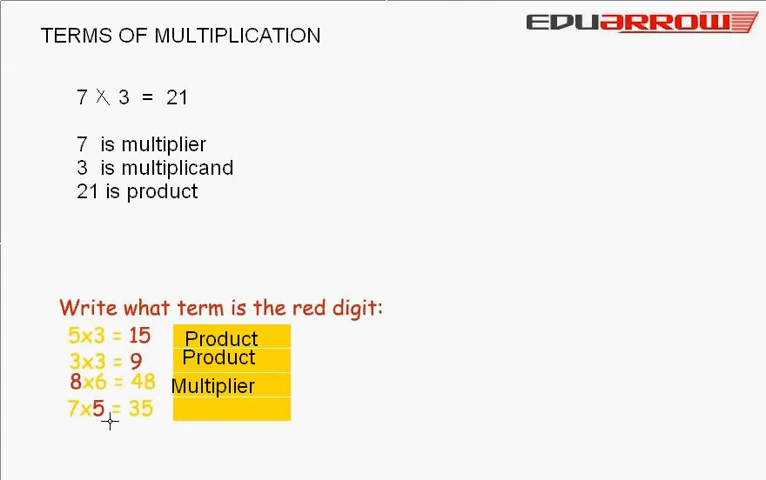 EDUARROW
TERMS OF MULTIPLICATION
7 X 3 = 21
7 is multiplier
3 is multiplicand
21 is product
Write what term is the red digit:
5x3 = 15 Product
3x3 = 9 Product
8x6 = 48 Multiplier
7x5 = 35